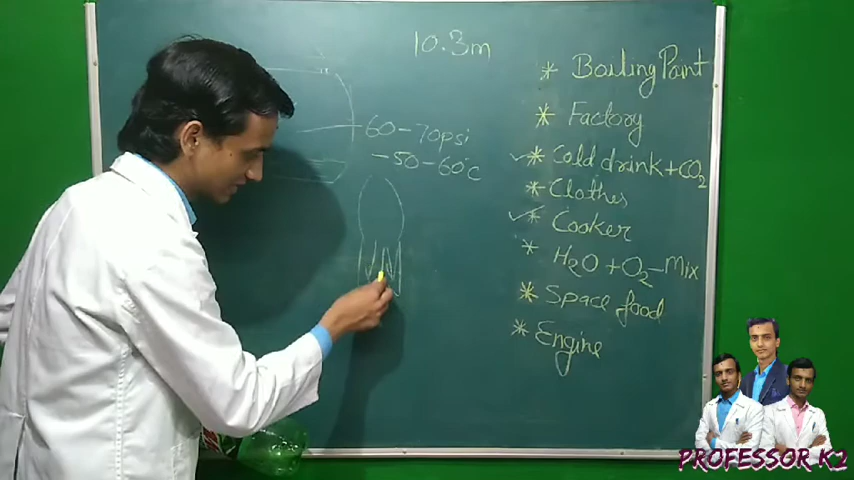 10.3m
60-70psi
-50-60°C
* Boiling Point
* Factory
✓* Cold drink + CO₂
* Clothes
✓* Cooker
* H₂O + O₂ - Mix
* Space food
* Engine
PROFESSOR K2